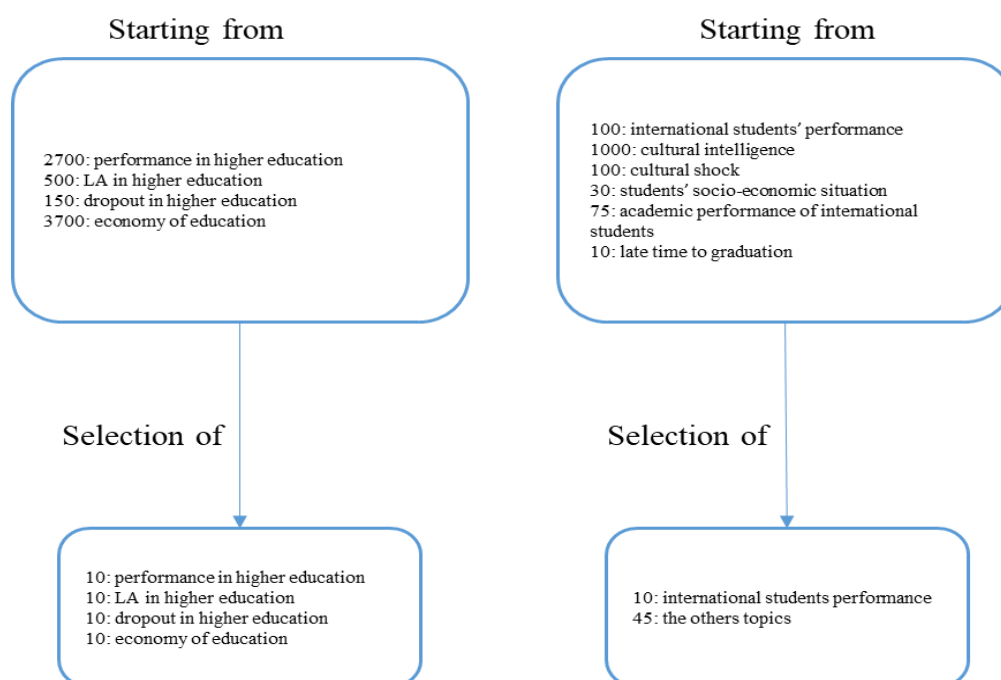 Starting from
2700: performance in higher education
500: LA in higher education
150: dropout in higher education
3700: economy of education
Selection of
10: performance in higher education
10: LA in higher education
10: dropout in higher education
10: economy of education
Starting from
100: international students’ performance
1000: cultural intelligence
100: cultural shock
30: students’ socio-economic situation
75: academic performance of international
students
10: late time to graduation
Selection of
10: international students performance
45: the others topics